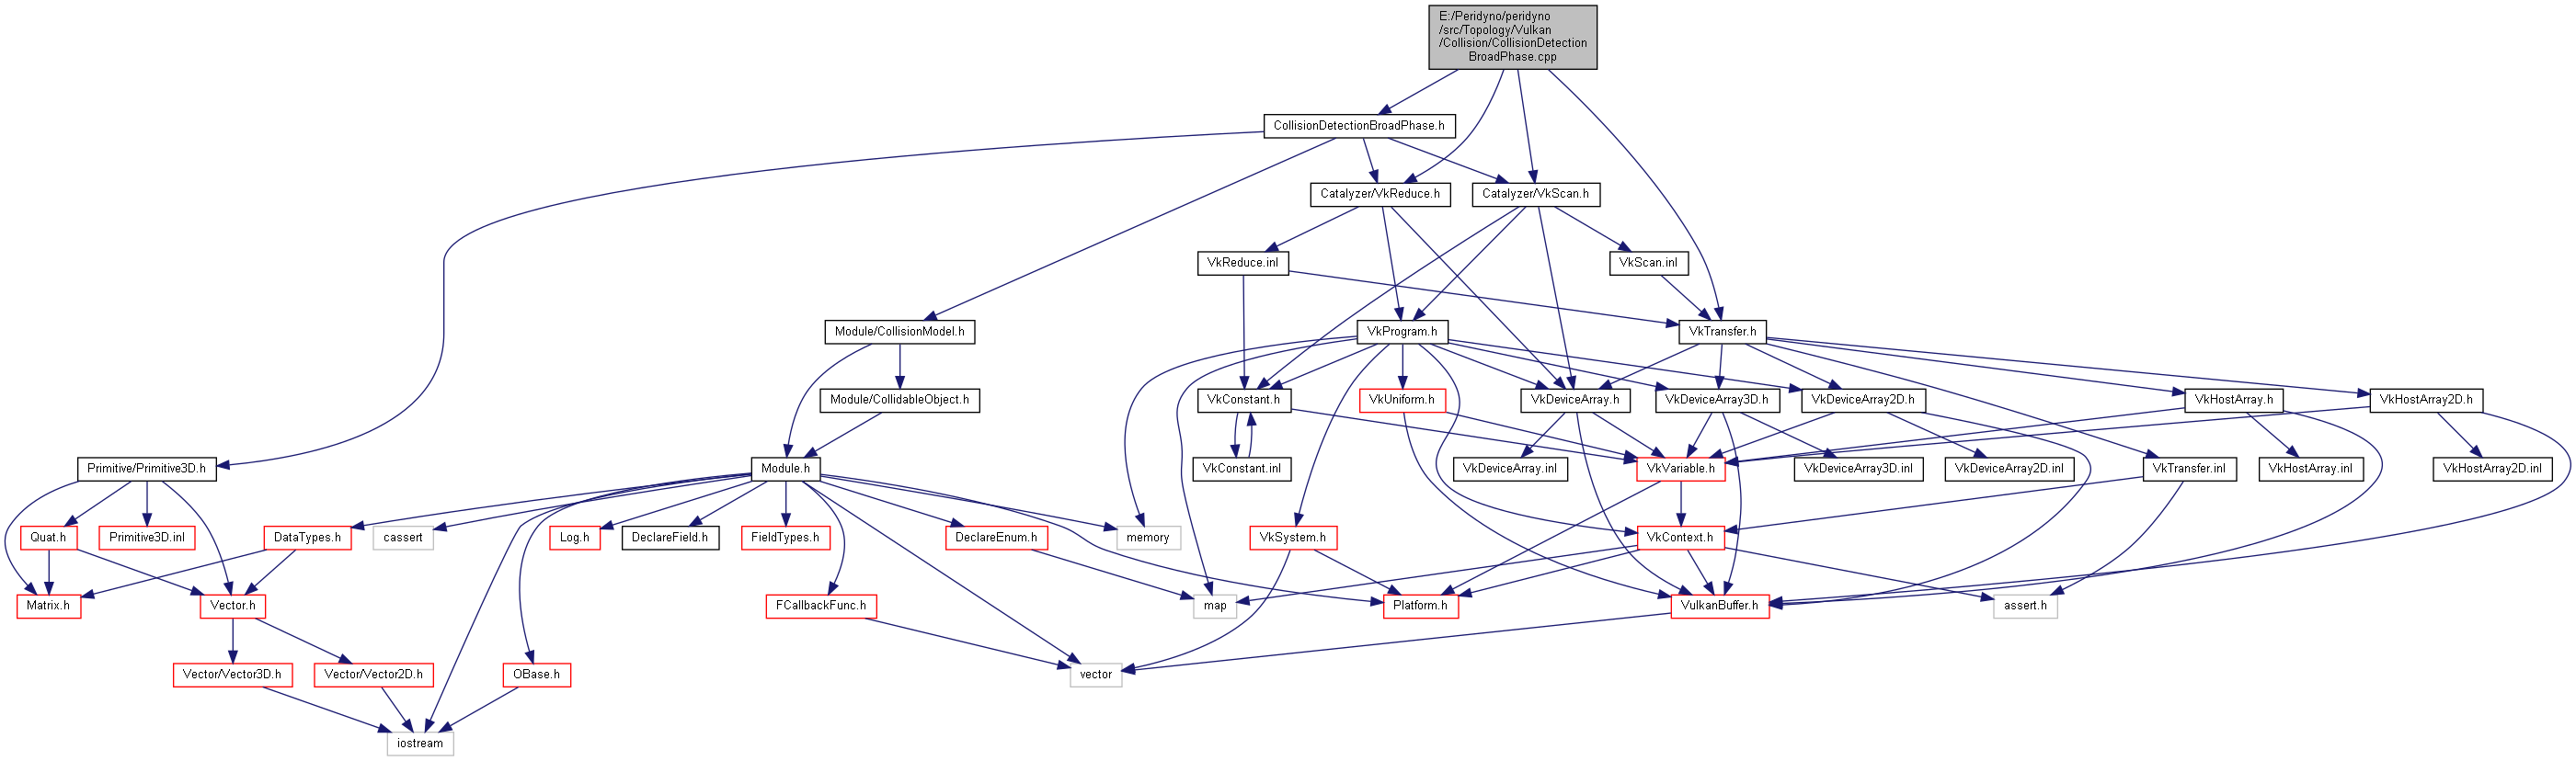 E:/Peridyno/peridyno
/src/Topology/Vulkan
/Collision/CollisionDetection
BroadPhase.cpp
CollisionDetectionBroadPhase.h
Catalyzer/VkReduce.h
Catalyzer/VkScan.h
VkReduce.inl
VkScan.inl
Module/CollisionModel.h
VkProgram.h
VkTransfer.h
Module/CollidableObject.h
VkConstant.h
VkUniform.h
VkDeviceArray.h
VkDeviceArray3D.h
VkDeviceArray2D.h
VkHostArray.h
VkHostArray2D.h
Primitive/Primitive3D.h
Module.h
VkConstant.inl
VkDeviceArray.inl
VkVariable.h
VkDeviceArray3D.inl
VkDeviceArray2D.inl
VkTransfer.inl
VkHostArray.inl
VkHostArray2D.inl
Quat.h
Primitive3D.inl
DataTypes.h
cassert
Log.h
DeclareField.h
FieldTypes.h
DeclareEnum.h
memory
VkSystem.h
VkContext.h
Matrix.h
Vector.h
FCallbackFunc.h
map
Platform.h
VulkanBuffer.h
assert.h
Vector/Vector3D.h
Vector/Vector2D.h
OBase.h
vector
iostream